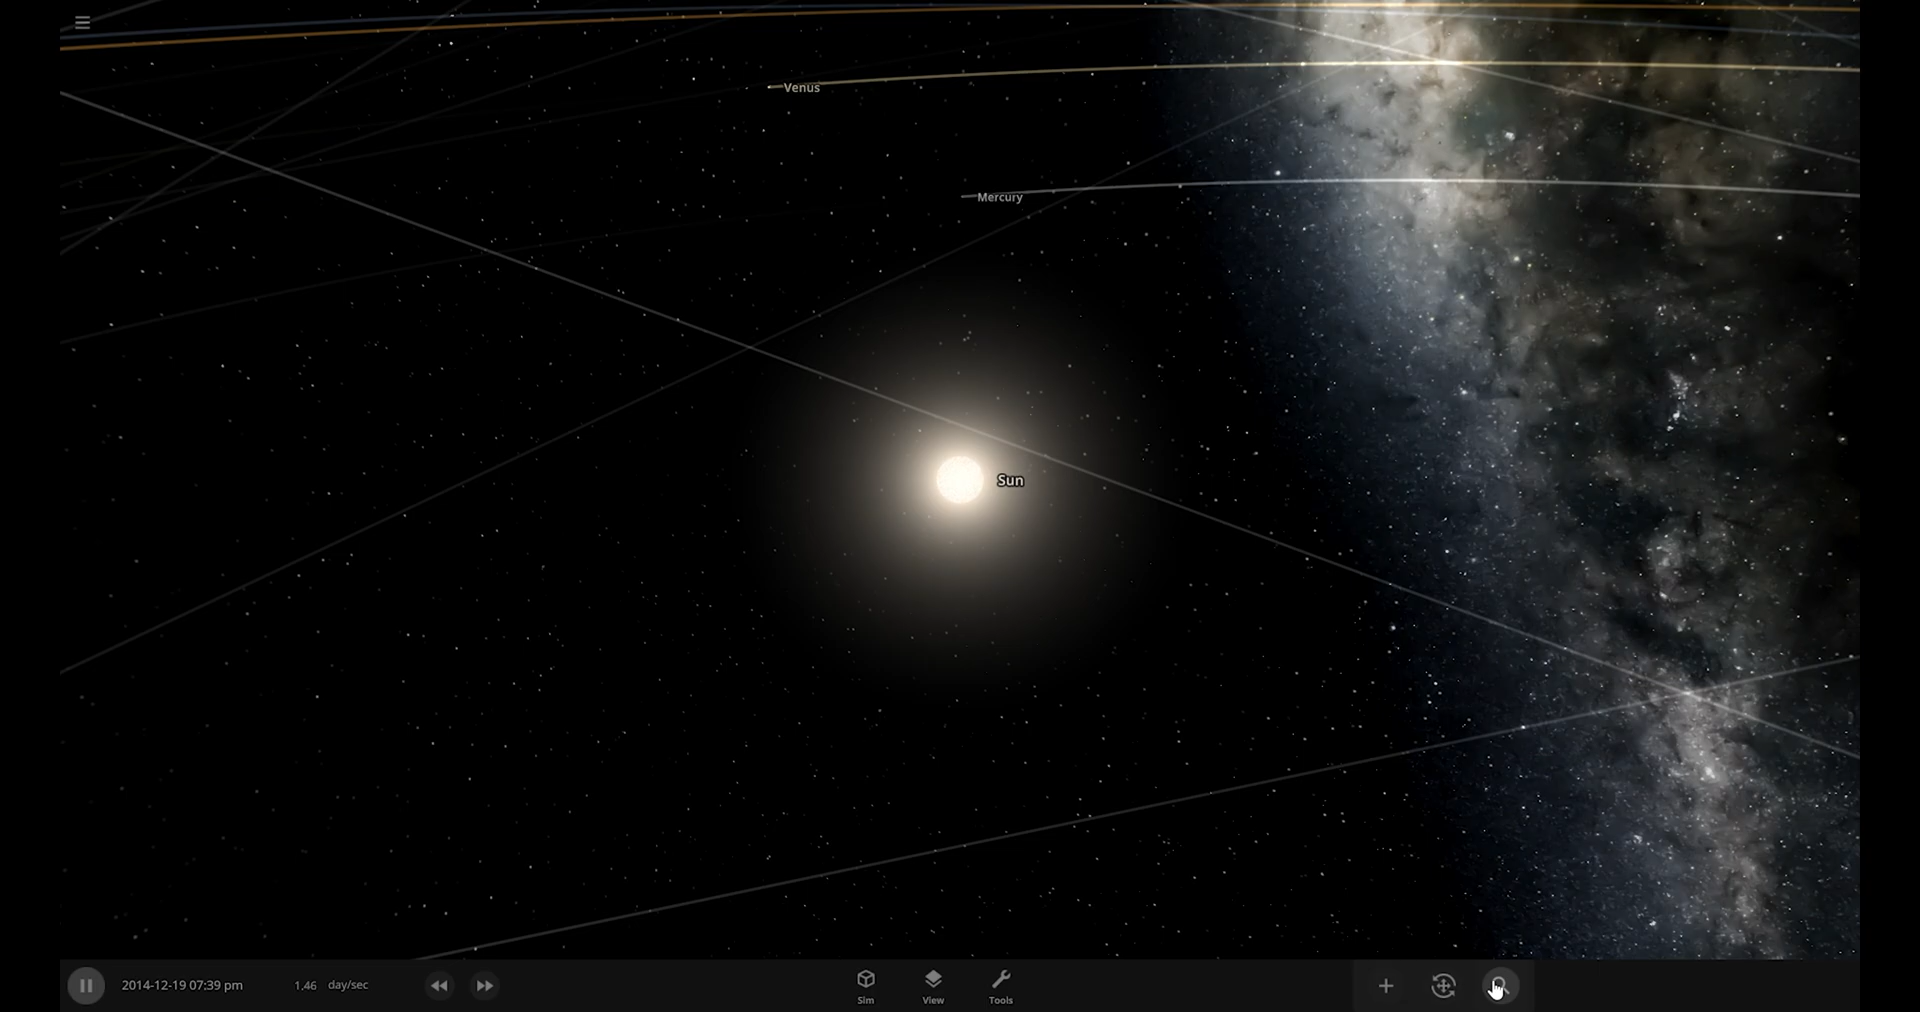 Venus
Mercury
Sun
2014-12-19 07:39 pm 1.46 day/sec
Sim View Tools